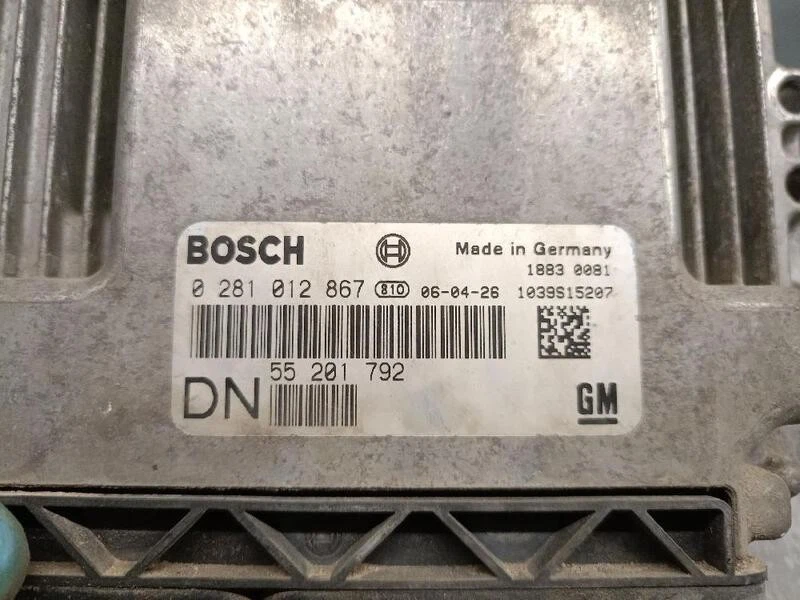 BOSCH Made in Germany
1883 0081
0 281 012 867 810 06-04-26 1039S15207
55 201 792
DN GM